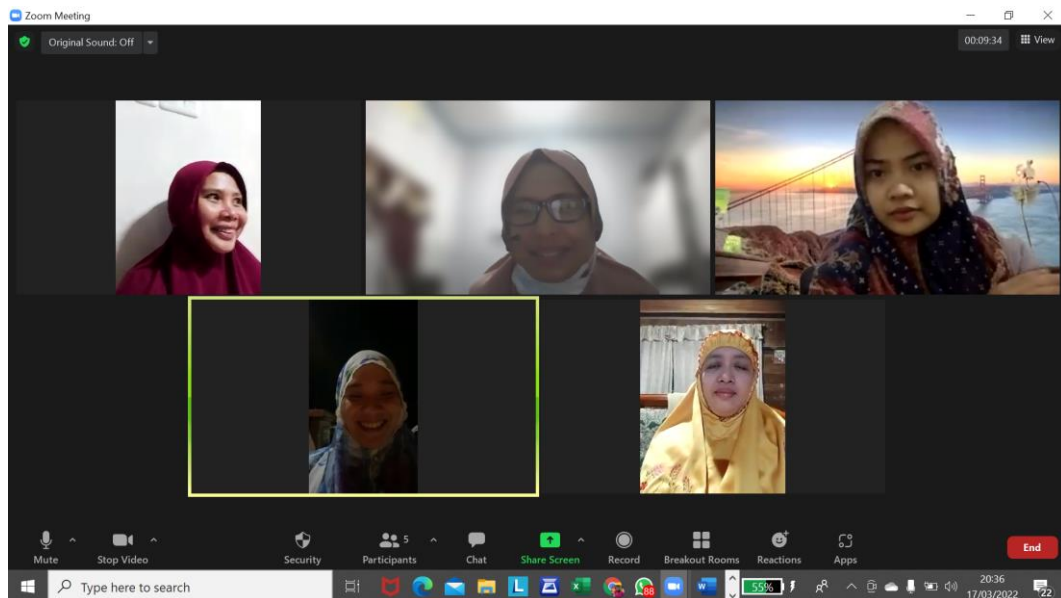 Zoom Meeting
Original Sound: Off
00:09:34
View
Mute
Stop Video
Security
Participants
5
Chat
Share Screen
Record
Breakout Rooms
Reactions
Apps
End
Type here to search
88
55%
20:36
17/03/2022
22